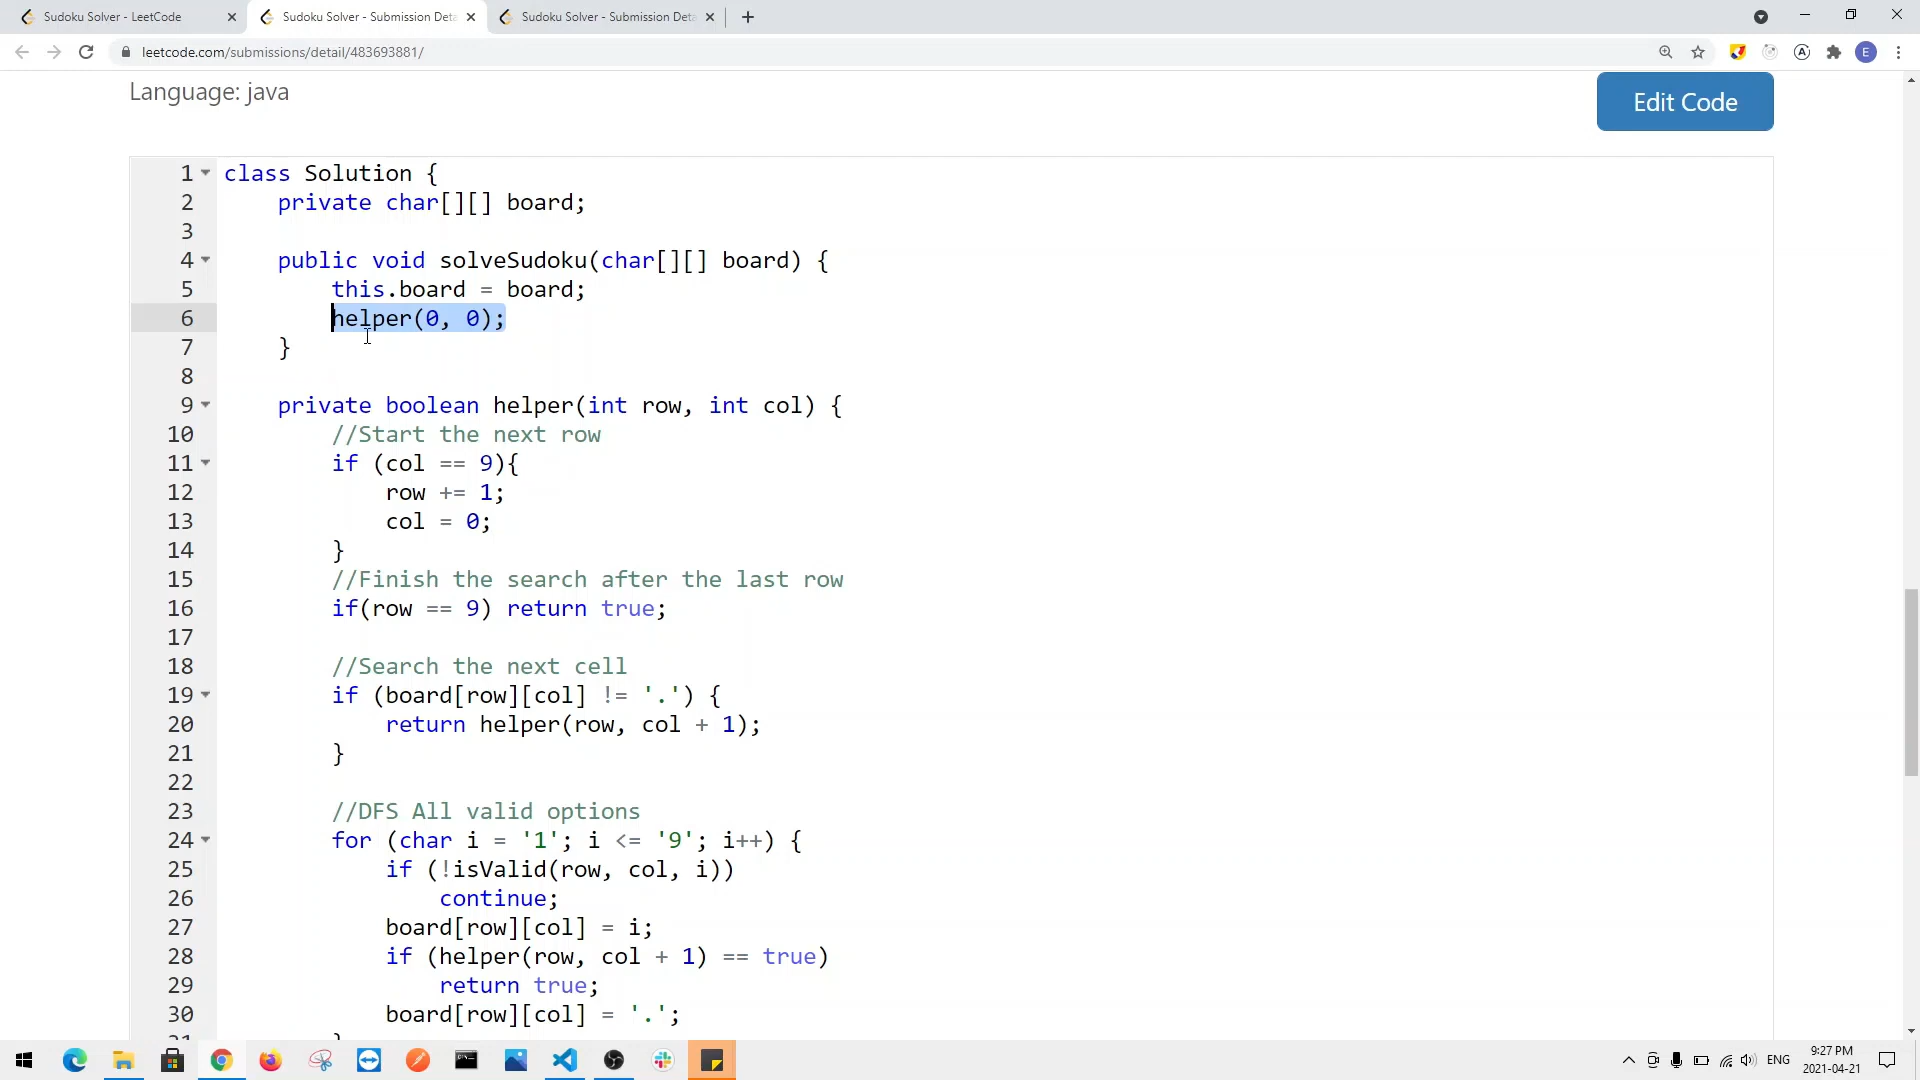 Sudoku Solver - LeetCode
Sudoku Solver - Submission Deta
Sudoku Solver - Submission Deta
leetcode.com/submissions/detail/483693881/
E
Language: java
Edit Code
1 class Solution {
2 private char[][] board;
3
4 public void solveSudoku(char[][] board) {
5 this.board = board;
6 helper(0, 0);
7 }
8
9 private boolean helper(int row, int col) {
10 //Start the next row
11 if (col == 9){
12 row += 1;
13 col = 0;
14 }
15 //Finish the search after the last row
16 if(row == 9) return true;
17
18 //Search the next cell
19 if (board[row][col] != '.') {
20 return helper(row, col + 1);
21 }
22
23 //DFS All valid options
24 for (char i = '1'; i <= '9'; i++) {
25 if (!isValid(row, col, i))
26 continue;
27 board[row][col] = i;
28 if (helper(row, col + 1) == true)
29 return true;
30 board[row][col] = '.';
ENG
9:27 PM
2021-04-21